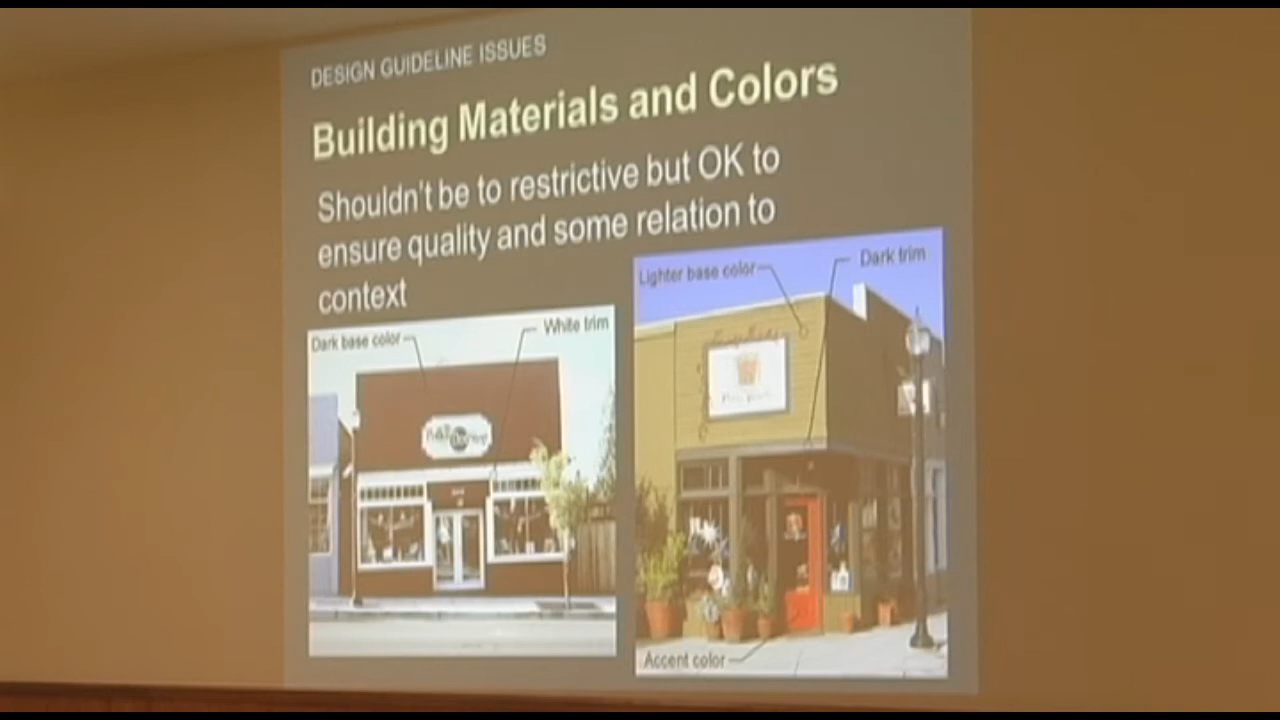 DESIGN GUIDELINE ISSUES
Building Materials and Colors
Shouldn't be to restrictive but OK to
ensure quality and some relation to
context
Dark base color
White trim
Lighter base color
Dark trim
Accent color